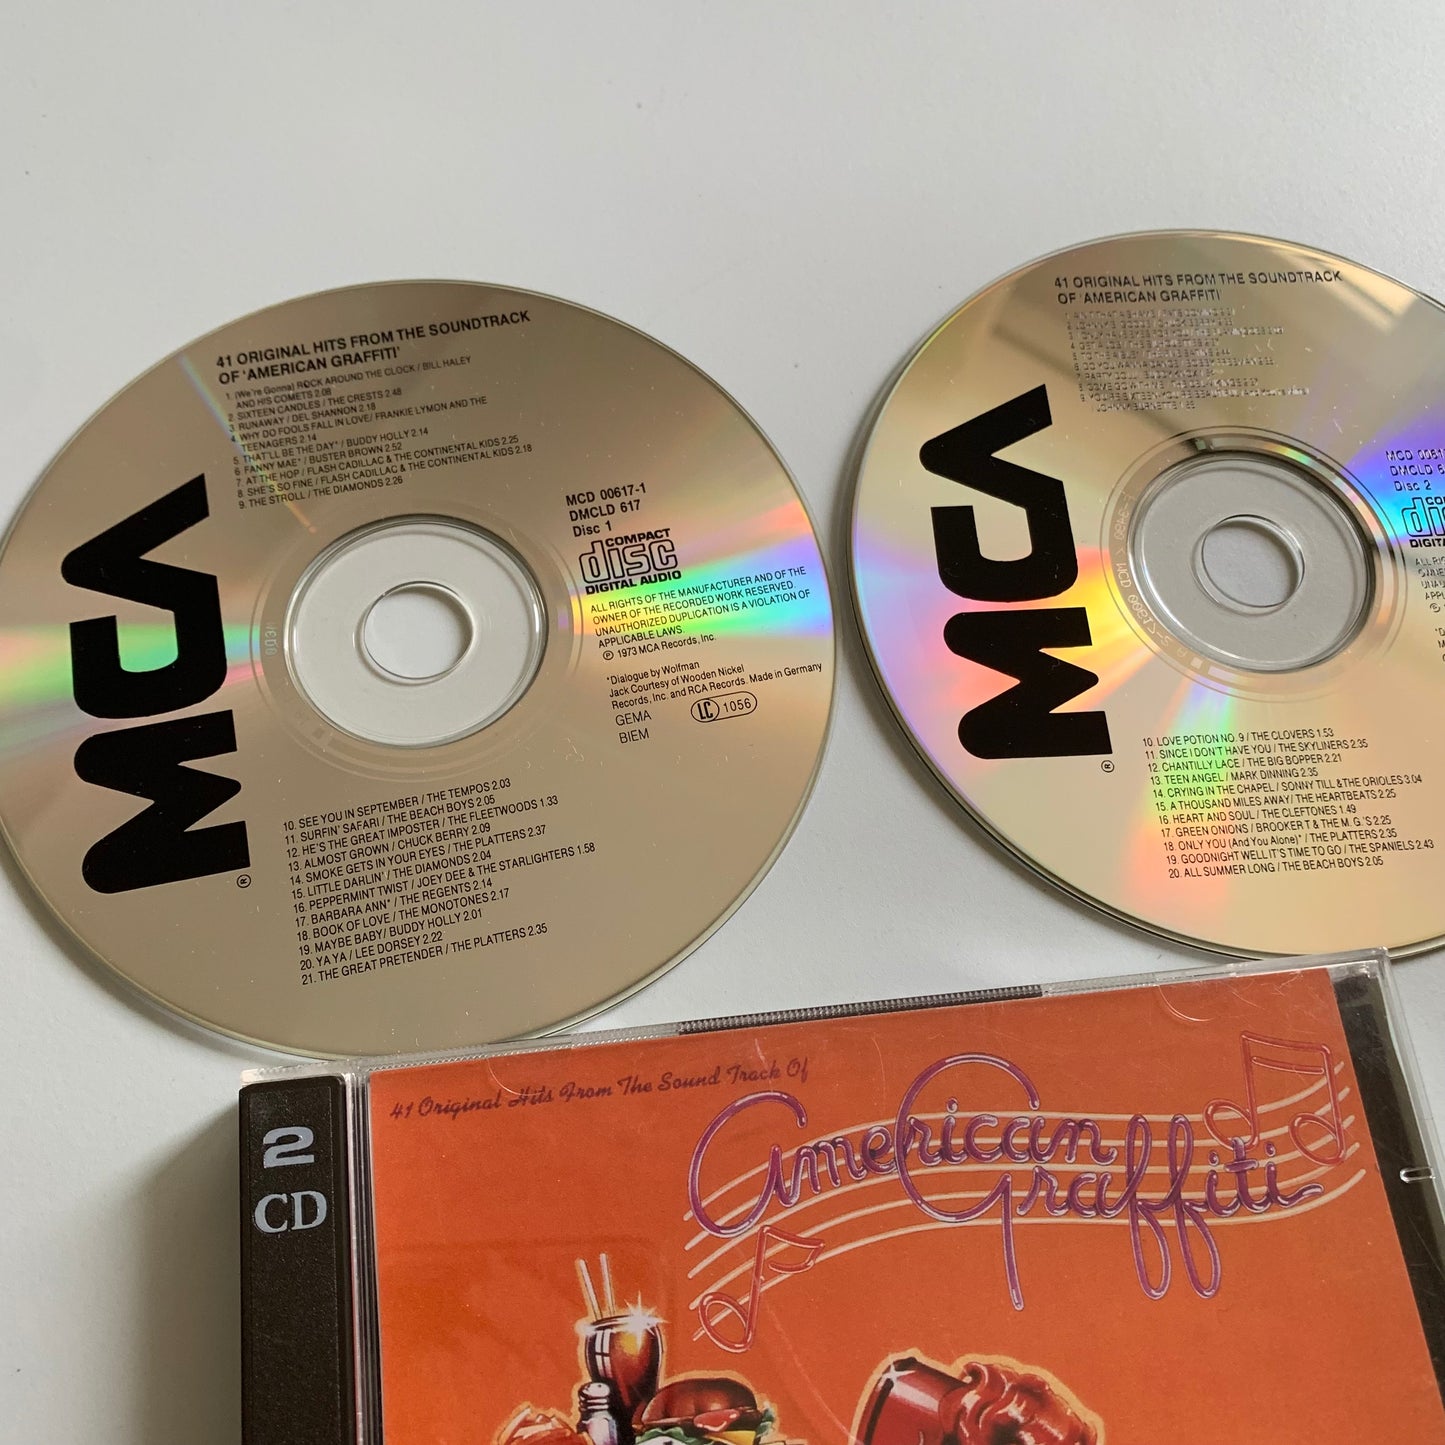 41 ORIGINAL HITS FROM THE SOUNDTRACK
OF 'AMERICAN GRAFFITI'
1. (We're Gonna) ROCK AROUND THE CLOCK / BILL HALEY
AND HIS COMETS 2.08
2. SIXTEEN CANDLES / THE CRESTS 2.48
3. RUNAWAY / DEL SHANNON 2.18
4. WHY DO FOOLS FALL IN LOVE / FRANKIE LYMON AND THE
TEENAGERS 2.14
5. THAT'LL BE THE DAY* / BUDDY HOLLY 2.14
6. FANNY MAE* / BUSTER BROWN 2.52
7. AT THE HOP / FLASH CADILLAC & THE CONTINENTAL KIDS 2.25
8. SHE'S SO FINE / FLASH CADILLAC & THE CONTINENTAL KIDS 2.18
9. THE STROLL / THE DIAMONDS 2.26
MCA
®
MCD 00617-1
DMCLD 617
Disc 1
COMPACT
disc
DIGITAL AUDIO
ALL RIGHTS OF THE MANUFACTURER AND OF THE
OWNER OF THE RECORDED WORK RESERVED.
UNAUTHORIZED DUPLICATION IS A VIOLATION OF
APPLICABLE LAWS.
℗ 1973 MCA Records, Inc.
*Dialogue by Wolfman
Jack Courtesy of Wooden Nickel
Records, Inc. and RCA Records. Made in Germany
GEMA
BIEM
LC 1056
10. SEE YOU IN SEPTEMBER / THE TEMPOS 2.03
11. SURFIN' SAFARI / THE BEACH BOYS 2.05
12. HE'S THE GREAT IMPOSTER / THE FLEETWOODS 1.33
13. ALMOST GROWN / CHUCK BERRY 2.09
14. SMOKE GETS IN YOUR EYES / THE PLATTERS 2.37
15. LITTLE DARLIN' / THE DIAMONDS 2.04
16. PEPPERMINT TWIST / JOEY DEE & THE STARLIGHTERS 1.58
17. BARBARA ANN* / THE REGENTS 2.14
18. BOOK OF LOVE / THE MONOTONES 2.17
19. MAYBE BABY / BUDDY HOLLY 2.01
20. YA YA / LEE DORSEY 2.22
21. THE GREAT PRETENDER / THE PLATTERS 2.35
41 ORIGINAL HITS FROM THE SOUNDTRACK
OF 'AMERICAN GRAFFITI'
MCA
®
MCD
DMCLD
Disc 2
DIGITAL
10. LOVE POTION NO. 9 / THE CLOVERS 1.53
11. SINCE I DON'T HAVE YOU / THE SKYLINERS 2.35
12. CHANTILLY LACE / THE BIG BOPPER 2.21
13. TEEN ANGEL / MARK DINNING 2.35
14. CRYING IN THE CHAPEL / SONNY TILL & THE ORIOLES 3.04
15. A THOUSAND MILES AWAY / THE HEARTBEATS 2.25
16. HEART AND SOUL / THE CLEFTONES 1.49
17. GREEN ONIONS / BROOKER T & THE M. G.'S 2.25
18. ONLY YOU (And You Alone)* / THE PLATTERS 2.35
19. GOODNIGHT WELL IT'S TIME TO GO / THE SPANIELS 2.43
20. ALL SUMMER LONG / THE BEACH BOYS 2.05
2
CD
41 Original Hits From The Sound Track Of
American
Graffiti